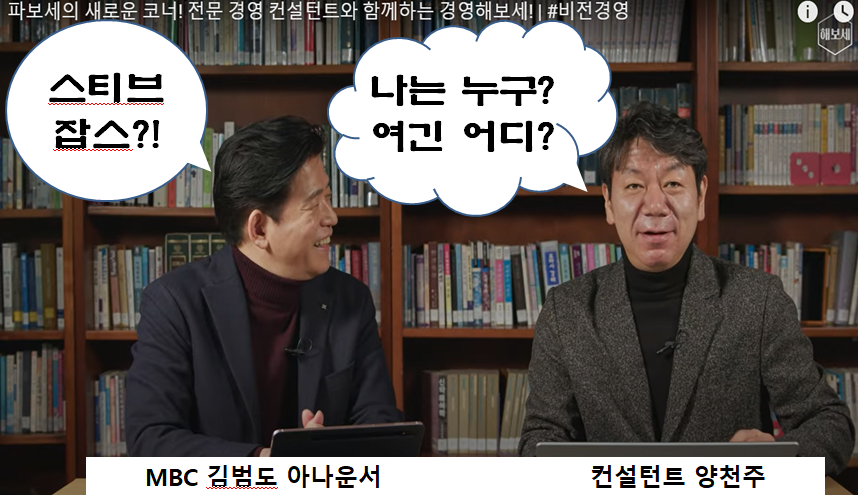 파보세의 새로운 코너! 전문 경영 컨설턴트와 함께하는 경영해보세! | #비전경영
해보세
스티브
잡스?!
나는 누구?
여긴 어디?
MBC 김범도 아나운서
컨설턴트 양천주